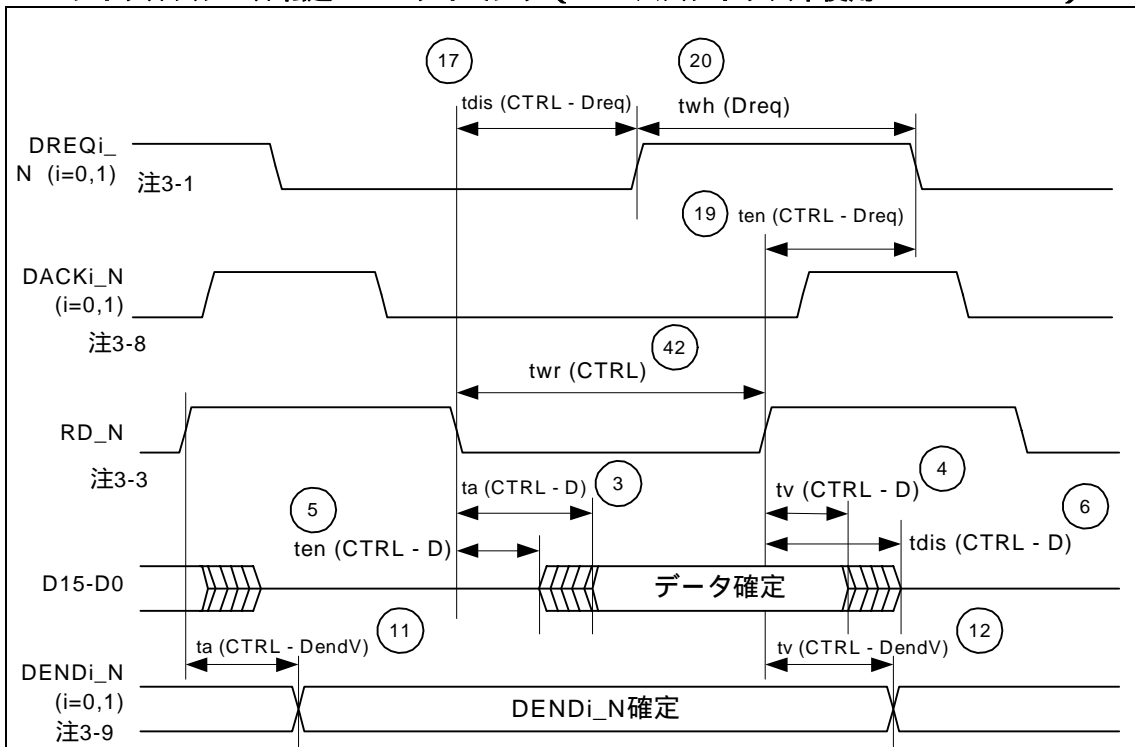 17
20
tdis (CTRL - Dreq)
twh (Dreq)
DREQi_
N (i=0,1)
注3-1
19
ten (CTRL - Dreq)
DACKi_N
(i=0,1)
注3-8
42
twr (CTRL)
RD_N
注3-3
ta (CTRL - D)
3
4
tv (CTRL - D)
5
6
ten (CTRL - D)
tdis (CTRL - D)
D15-D0
データ確定
11
12
ta (CTRL - DendV)
tv (CTRL - DendV)
DENDi_N
(i=0,1)
注3-9
DENDi_N確定